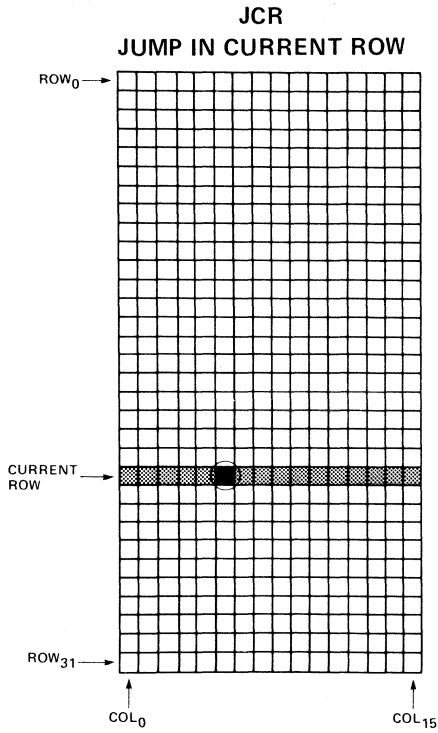 JCR
JUMP IN CURRENT ROW
ROW₀
CURRENT
ROW
ROW₃₁
COL₀
COL₁₅